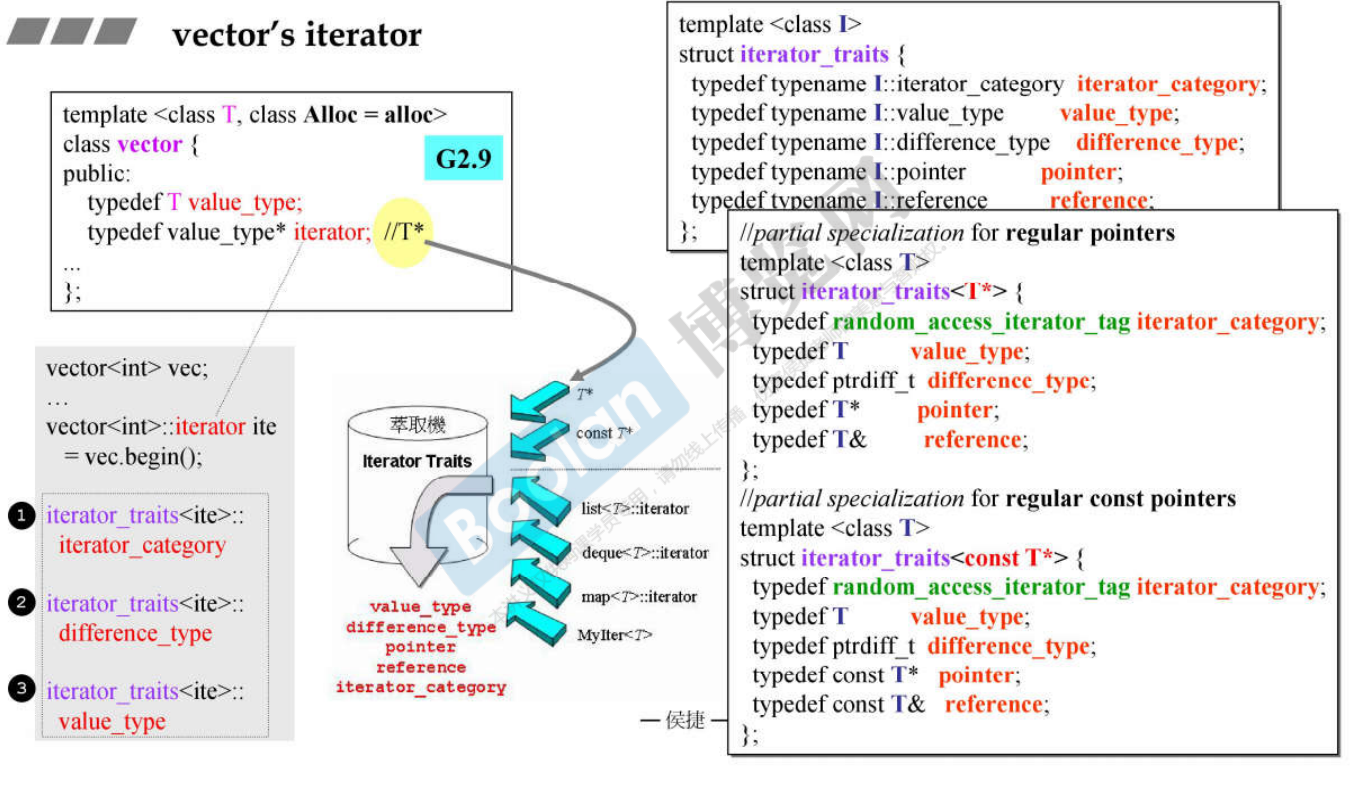 vector's iterator
template <class T, class Alloc = alloc>
class vector {
public:
typedef T value_type;
typedef value_type* iterator; //T*
...
};
G2.9
vector<int> vec;
…
vector<int>::iterator ite
= vec.begin();
1 iterator_traits<ite>::
iterator_category
2 iterator_traits<ite>::
difference_type
3 iterator_traits<ite>::
value_type
萃取機
Iterator Traits
value_type
difference_type
pointer
reference
iterator_category
T*
const T*
list<T>::iterator
deque<T>::iterator
map<T>::iterator
MyIter<T>
template <class I>
struct iterator_traits {
typedef typename I::iterator_category iterator_category;
typedef typename I::value_type value_type;
typedef typename I::difference_type difference_type;
typedef typename I::pointer pointer;
typedef typename I::reference reference;
};
//partial specialization for regular pointers
template <class T>
struct iterator_traits<T*> {
typedef random_access_iterator_tag iterator_category;
typedef T value_type;
typedef ptrdiff_t difference_type;
typedef T* pointer;
typedef T& reference;
};
//partial specialization for regular const pointers
template <class T>
struct iterator_traits<const T*> {
typedef random_access_iterator_tag iterator_category;
typedef T value_type;
typedef ptrdiff_t difference_type;
typedef const T* pointer;
typedef const T& reference;
};
— 侯捷 —
Boolan
博览网